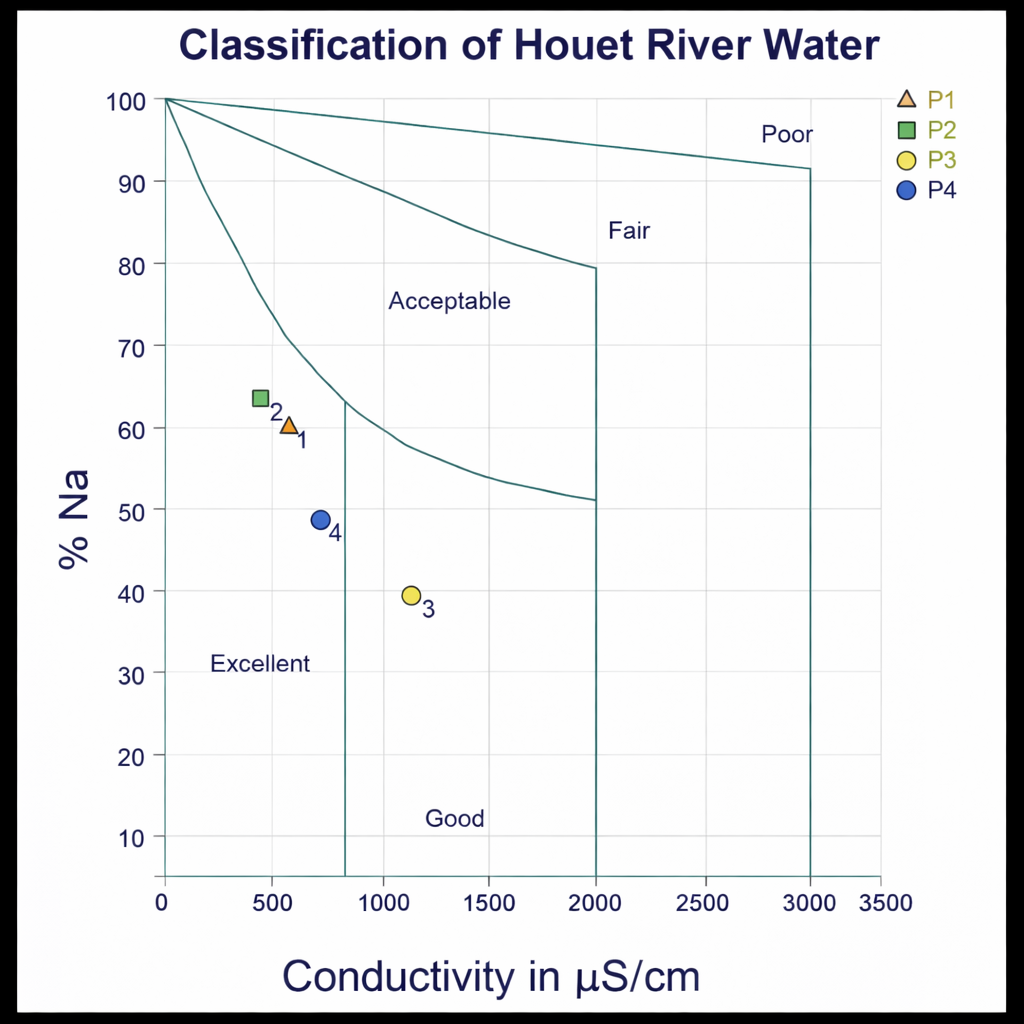 Classification of Houet River Water
P1
P2
P3
P4
100
90
80
70
60
50
40
30
20
10
% Na
Poor
Fair
Acceptable
2
1
4
3
Excellent
Good
0 500 1000 1500 2000 2500 3000 3500
Conductivity in µS/cm